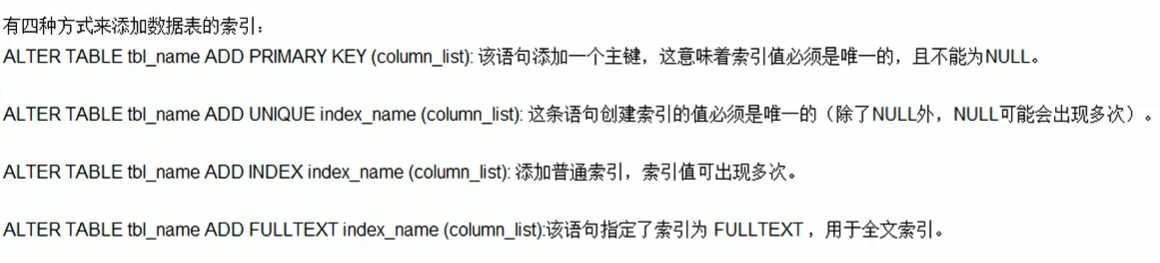 有四种方式来添加数据表的索引：
ALTER TABLE tbl_name ADD PRIMARY KEY (column_list): 该语句添加一个主键，这意味着索引值必须是唯一的，且不能为NULL。
ALTER TABLE tbl_name ADD UNIQUE index_name (column_list): 这条语句创建索引的值必须是唯一的（除了NULL外，NULL可能会出现多次）。
ALTER TABLE tbl_name ADD INDEX index_name (column_list): 添加普通索引，索引值可出现多次。
ALTER TABLE tbl_name ADD FULLTEXT index_name (column_list):该语句指定了索引为 FULLTEXT ，用于全文索引。